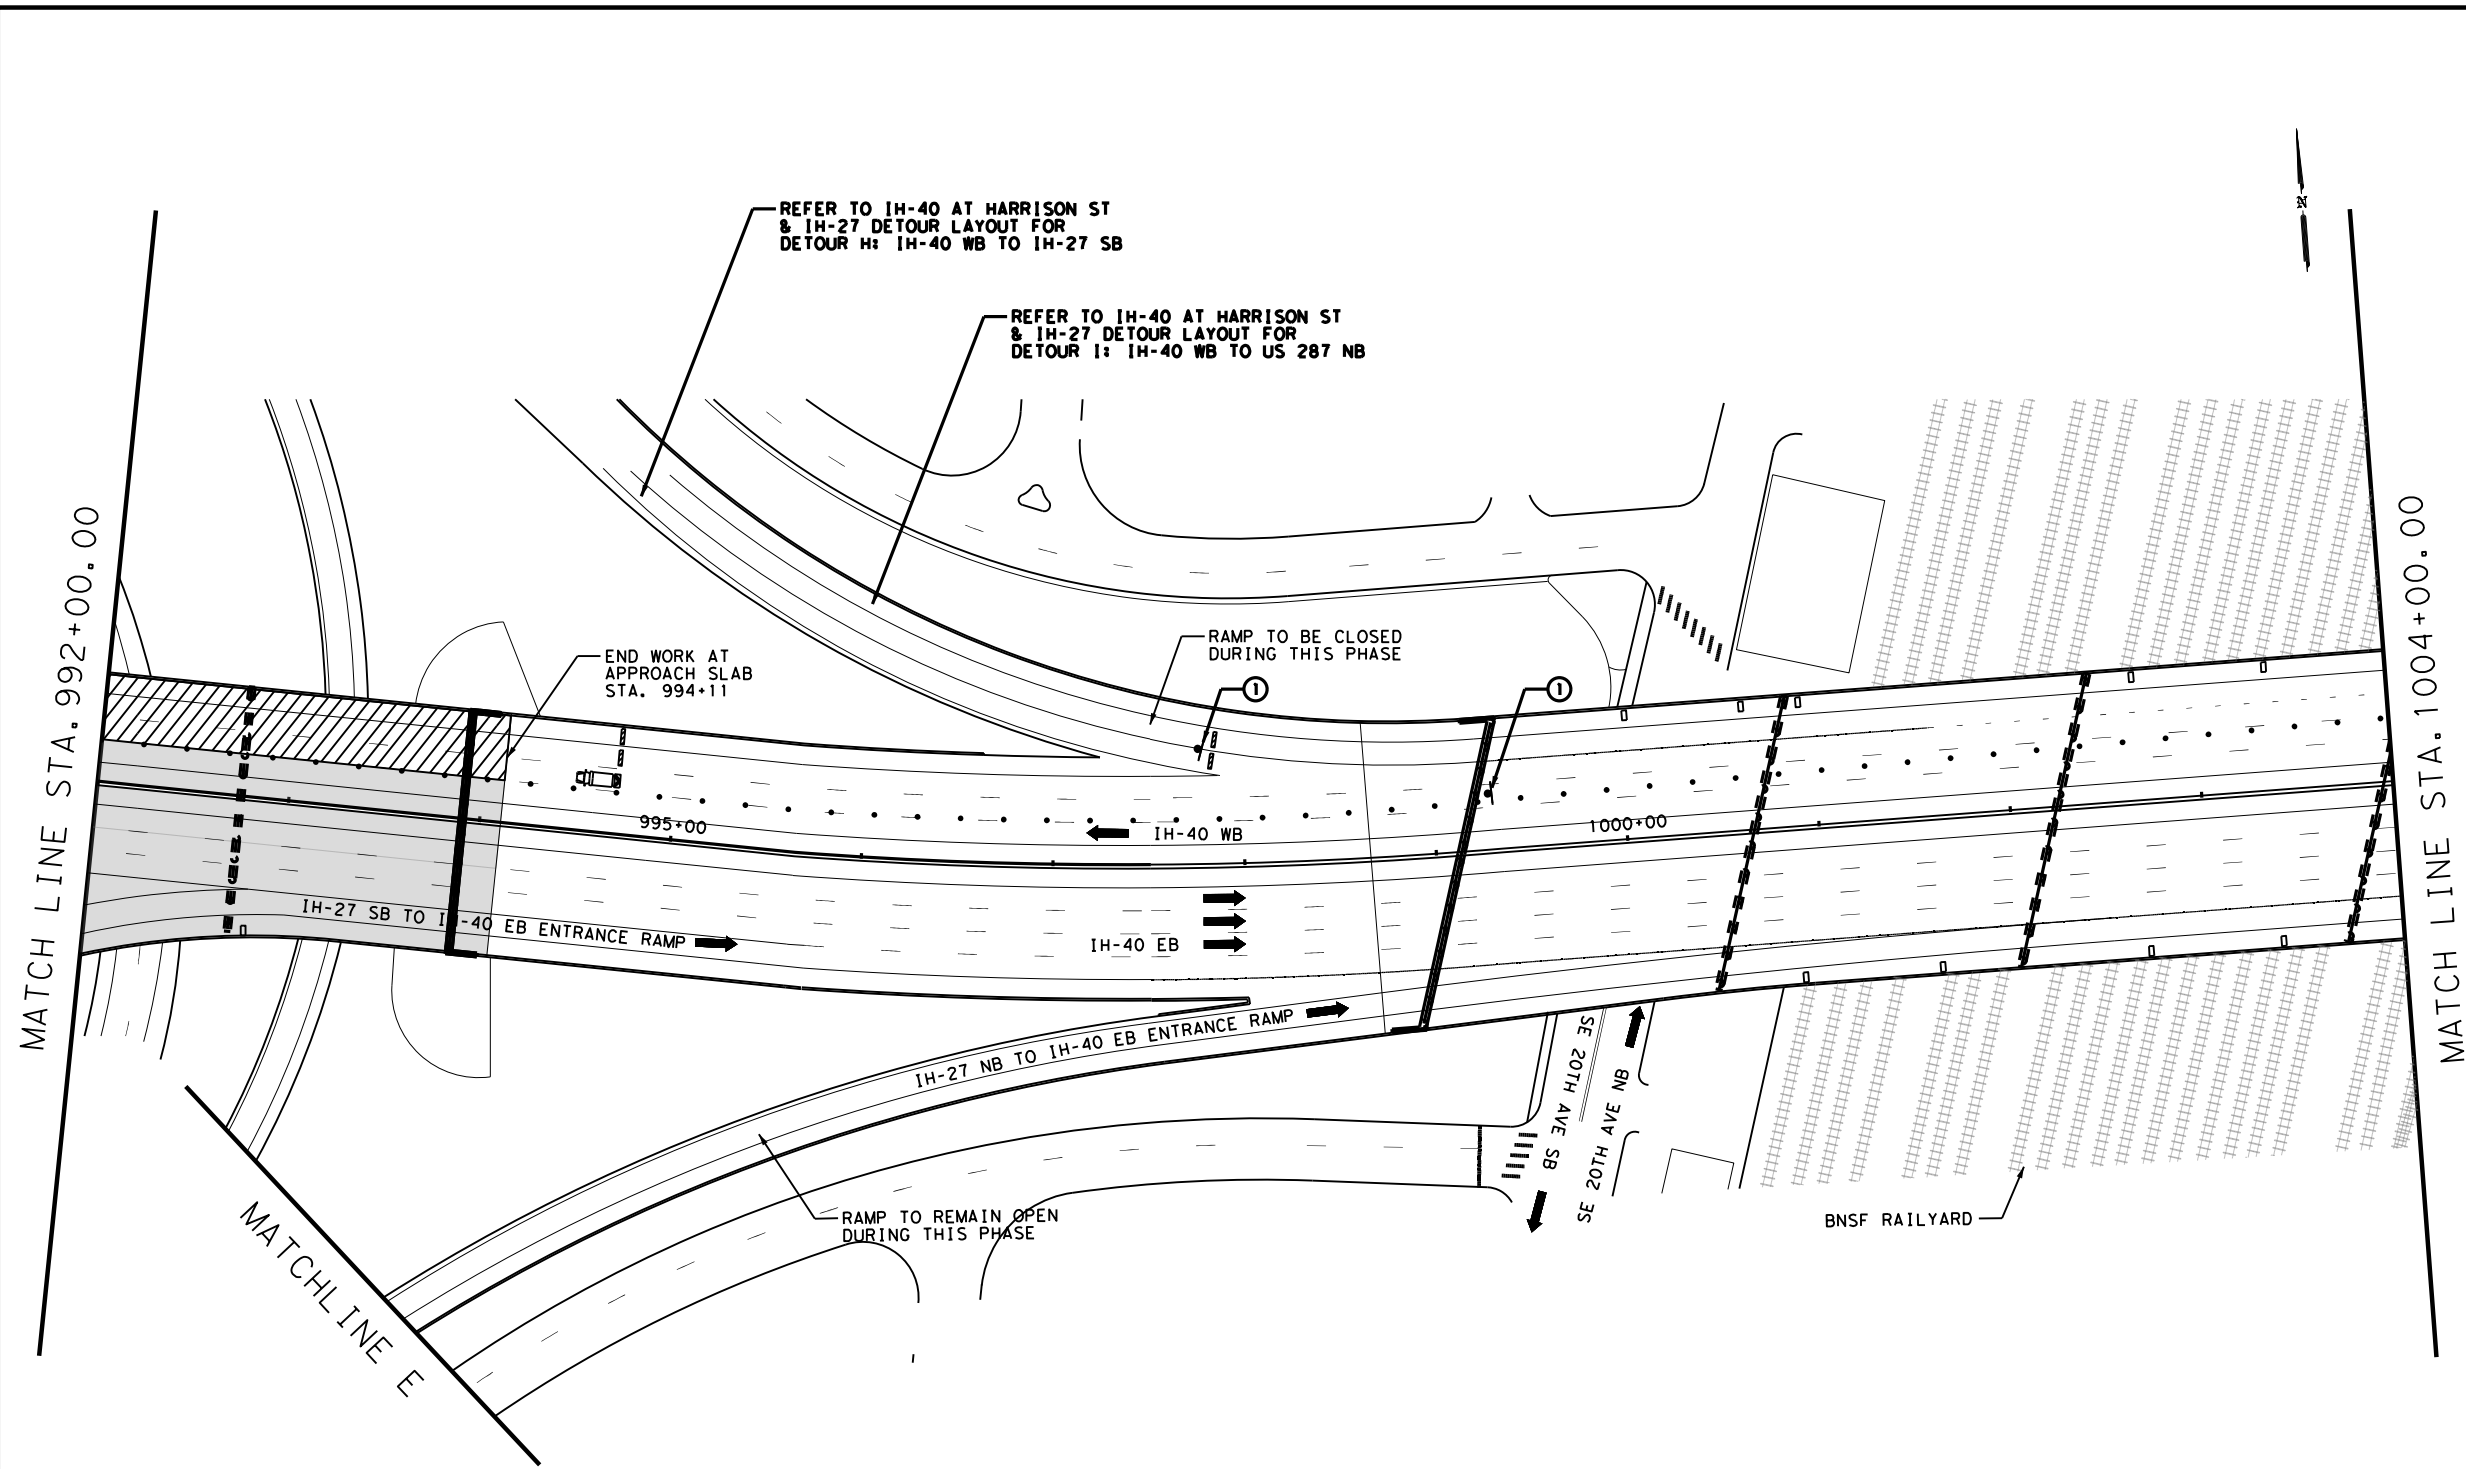 REFER TO IH-40 AT HARRISON ST
& IH-27 DETOUR LAYOUT FOR
DETOUR H: IH-40 WB TO IH-27 SB
N
REFER TO IH-40 AT HARRISON ST
& IH-27 DETOUR LAYOUT FOR
DETOUR I: IH-40 WB TO US 287 NB
MATCH LINE STA. 992+00.00
MATCH LINE STA. 1004+00.00
END WORK AT
APPROACH SLAB
STA. 994+11
RAMP TO BE CLOSED
DURING THIS PHASE
1
1
995+00
IH-40 WB
1000+00
IH-27 SB TO IH-40 EB ENTRANCE RAMP
IH-40 EB
IH-27 NB TO IH-40 EB ENTRANCE RAMP
SE 20TH AVE SB
SE 20TH AVE NB
RAMP TO REMAIN OPEN
DURING THIS PHASE
BNSF RAILYARD
MATCHLINE E